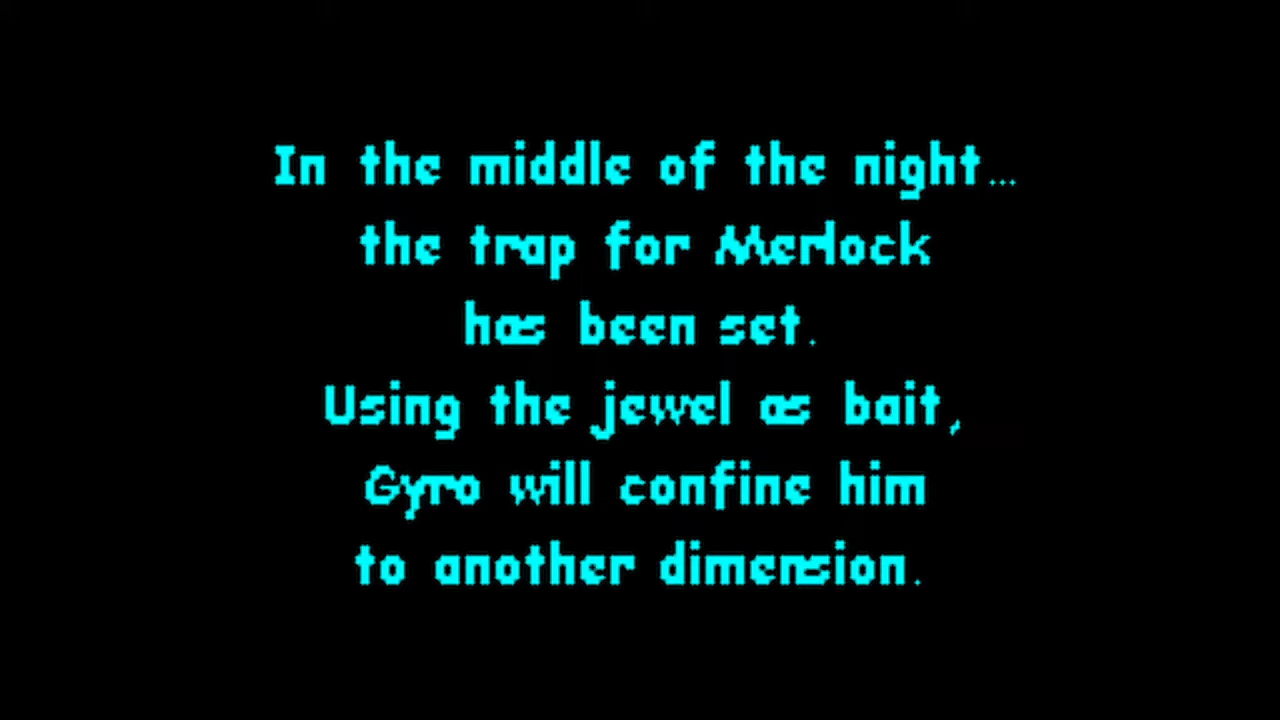 In the middle of the night...
the trap for Merlock
has been set.
Using the jewel as bait,
Gyro will confine him
to another dimension.